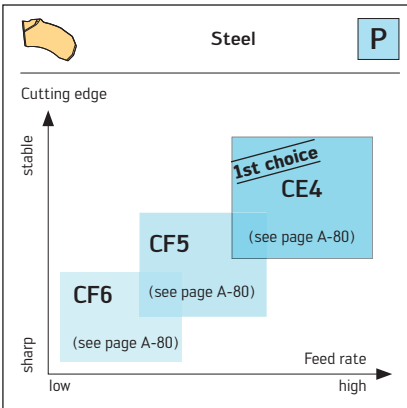 Steel
P
Cutting edge
stable
1st choice
CE4
(see page A-80)
CF5
(see page A-80)
CF6
(see page A-80)
sharp
Feed rate
low
high